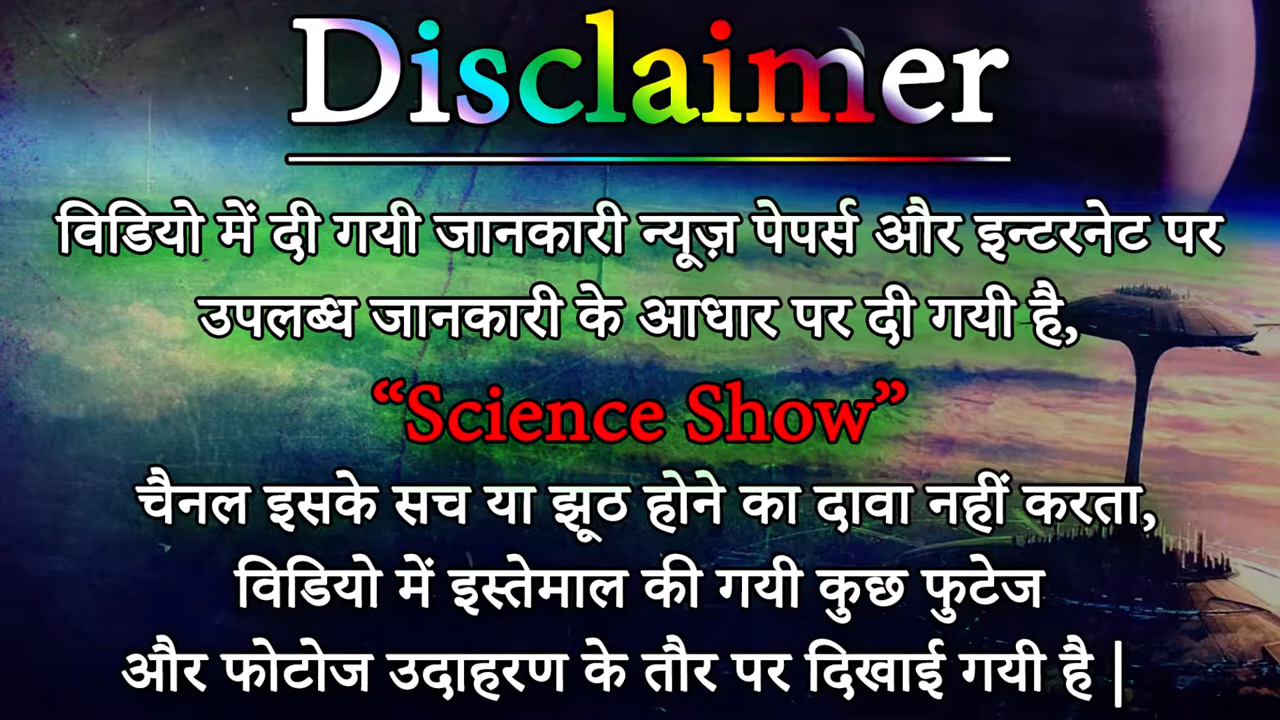 Disclaimer
विडियो में दी गयी जानकारी न्यूज़ पेपर्स और इन्टरनेट पर
उपलब्ध जानकारी के आधार पर दी गयी है,
“Science Show”
चैनल इसके सच या झूठ होने का दावा नहीं करता,
विडियो में इस्तेमाल की गयी कुछ फुटेज
और फोटोज उदाहरण के तौर पर दिखाई गयी है |